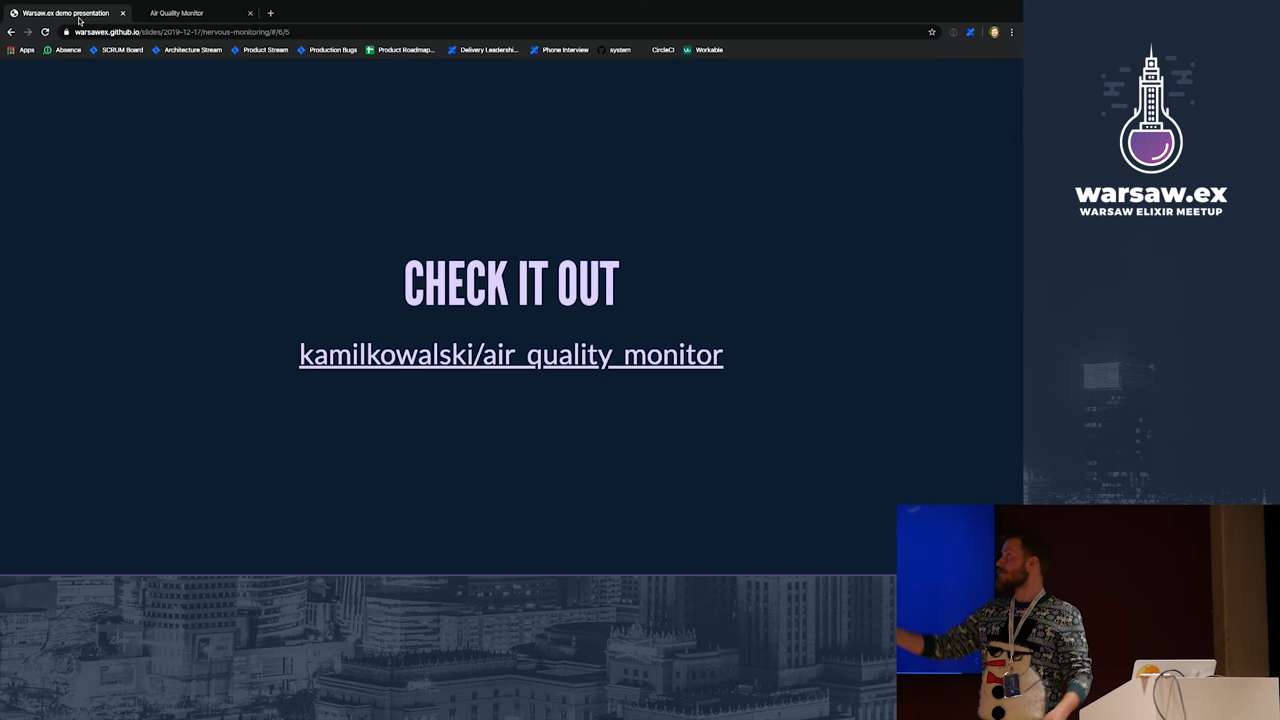 Warsaw.ex demo presentation
Air Quality Monitor
warsawex.github.io/slides/2019-12-17/nervous-monitoring/#/6/5
Apps
Absence
SCRUM Board
Architecture Stream
Product Stream
Production Bugs
Product Roadmap...
Delivery Leadershi...
Phone Interview
system
CircleCI
Workable
CHECK IT OUT
kamilkowalski/air_quality_monitor
warsaw.ex
WARSAW ELIXIR MEETUP